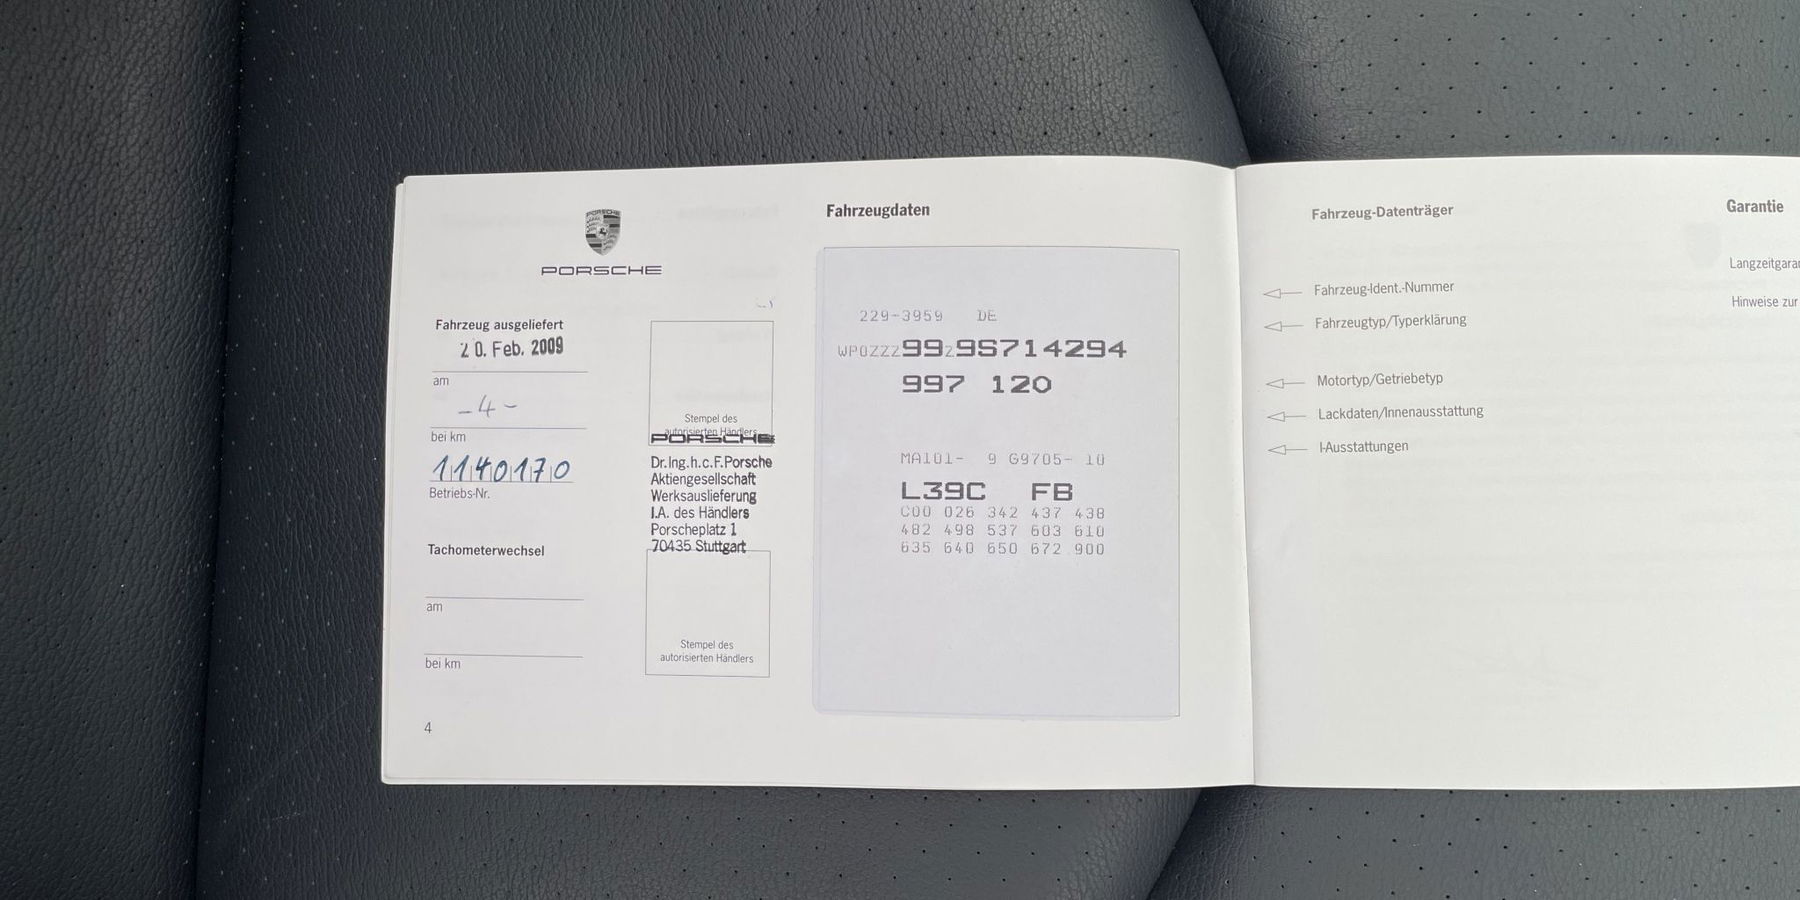 PORSCHE
PORSCHE
Fahrzeug ausgeliefert
20. Feb. 2009
am
-4-
bei km
1140170
Betriebs-Nr.
Tachometerwechsel
am
bei km
4
Stempel des
autorisierten Händlers
PORSCHE
Dr.Ing.h.c.F.Porsche
Aktiengesellschaft
Werksauslieferung
I.A. des Händlers
Porscheplatz 1
70435 Stuttgart
Stempel des
autorisierten Händlers
Fahrzeugdaten
229-3959 DE
WP0ZZZ99Z9S714294
997 120
MA101- 9 G9705- 10
L39C FB
C00 026 342 437 438
482 498 537 603 610
635 640 650 672 900
Fahrzeug-Datenträger
Fahrzeug-Ident.-Nummer
Fahrzeugtyp/Typerklärung
Motortyp/Getriebetyp
Lackdaten/Innenausstattung
I-Ausstattungen
Garantie
Langzeitgara
Hinweise zur